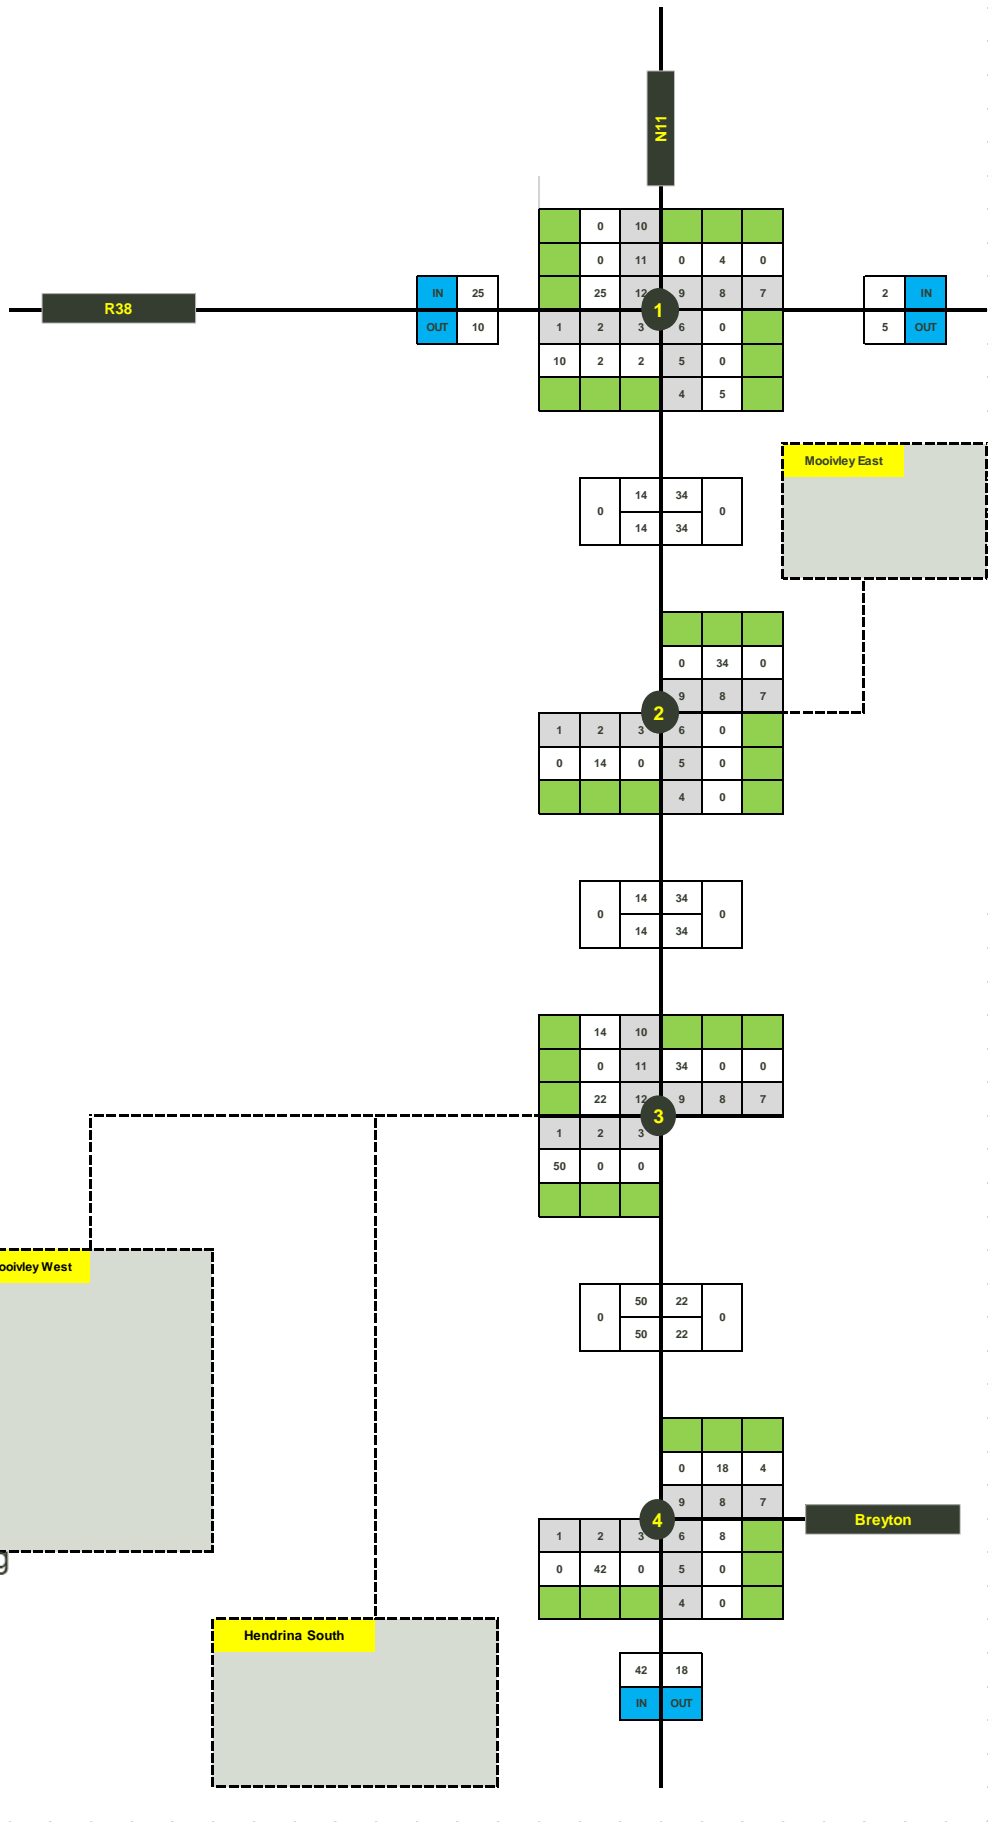 N11
0 10
0 11 0 4 0
IN 25 25 12 9 8 7 2 IN
R38
1
OUT 10 1 2 3 6 0 5 OUT
10 2 2 5 0
4 5
Mooivley East
14 34
0 0
14 34
0 34 0
9 8 7
2
1 2 3 6 0
0 14 0 5 0
4 0
14 34
0 0
14 34
14 10
0 11 34 0 0
22 12 9 8 7
3
1 2 3
50 0 0
ooivley West
50 22
0 0
50 22
0 18 4
9 8 7
4 Breyton
1 2 3 6 8
0 42 0 5 0
g
4 0
Hendrina South
42 18
IN OUT